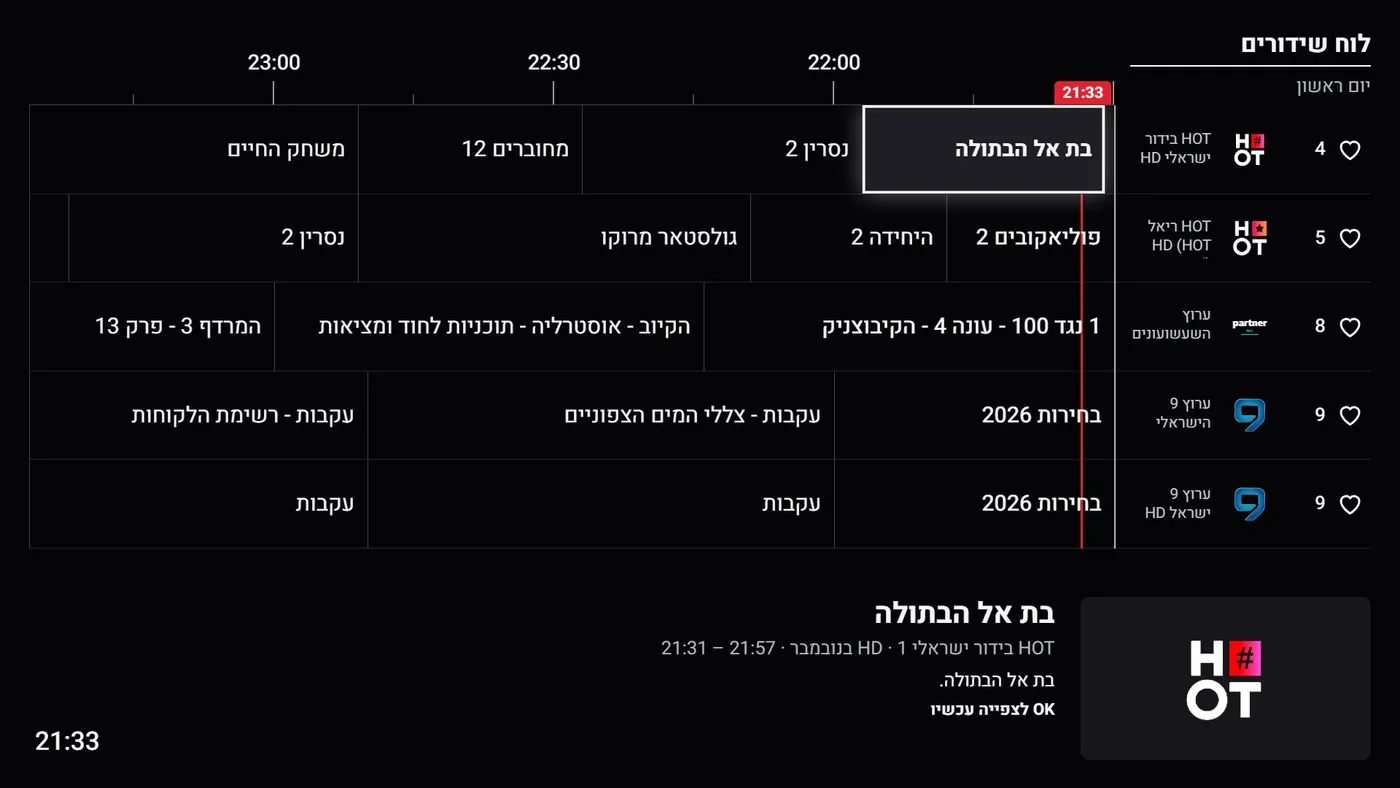 לוח שידורים
יום ראשון
21:33
22:00
22:30
23:00
4
H#OT
HOT בידור
ישראלי HD
בת אל הבתולה
נסרין 2
מחוברים 12
משחק החיים
5
HOT
HOT ריאל
HD (HOT
פוליאקובים 2
היחידה 2
גולסטאר מרוקו
נסרין 2
8
partner
ערוץ
השעשועונים
1 נגד 100 - עונה 4 - הקיבוצניק
הקיוב - אוסטרליה - תוכניות לחוד ומציאות
המרדף 3 - פרק 13
9
9
ערוץ 9
הישראלי
בחירות 2026
עקבות - צללי המים הצפוניים
עקבות - רשימת הלקוחות
9
9
ערוץ 9
ישראל HD
בחירות 2026
עקבות
עקבות
H#OT
בת אל הבתולה
HOT בידור ישראלי HD · 1 בנובמבר · 21:57 – 21:31
בת אל הבתולה.
OK לצפייה עכשיו
21:33